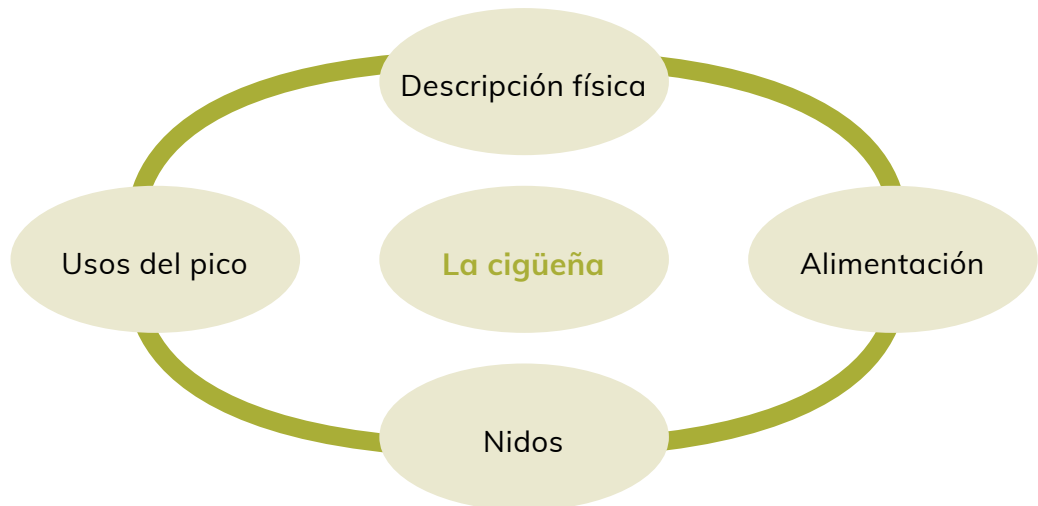 Descripción física
Usos del pico
La cigüeña
Alimentación
Nidos